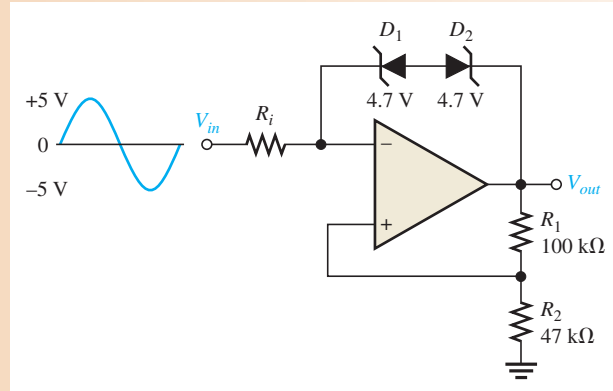 D1 D2
4.7 V 4.7 V
+5 V
0
–5 V
Vin
Ri
–
+
Vout
R1
100 kΩ
R2
47 kΩ